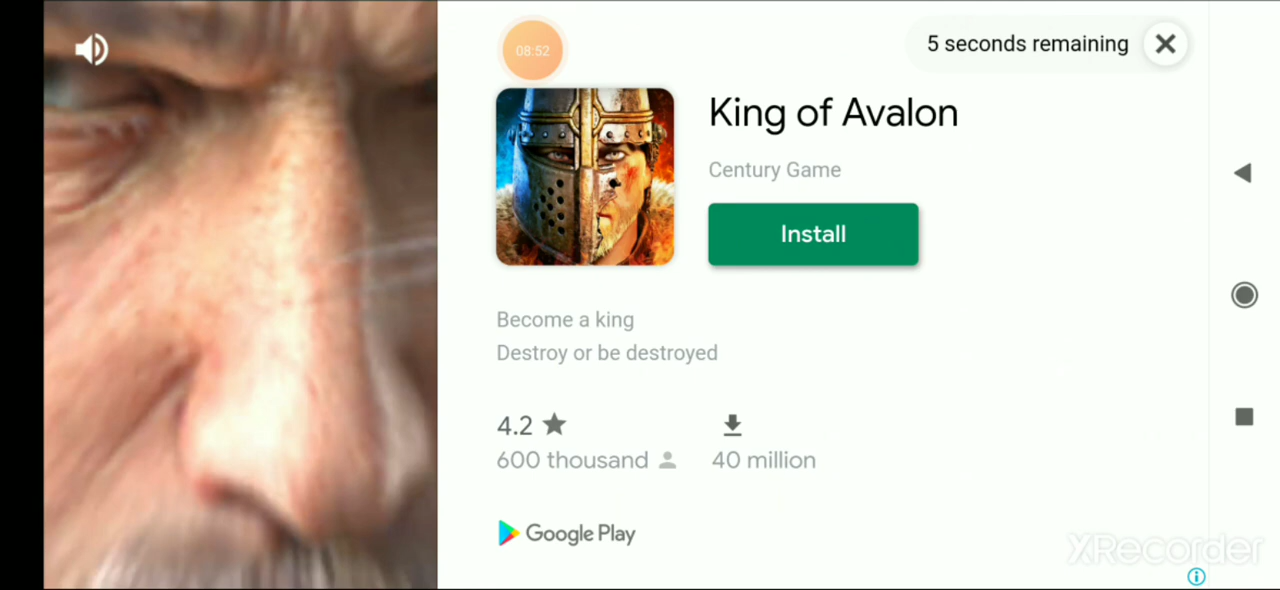 08:52
5 seconds remaining
King of Avalon
Century Game
Install
Become a king
Destroy or be destroyed
4.2
600 thousand
40 million
Google Play
XRecorder